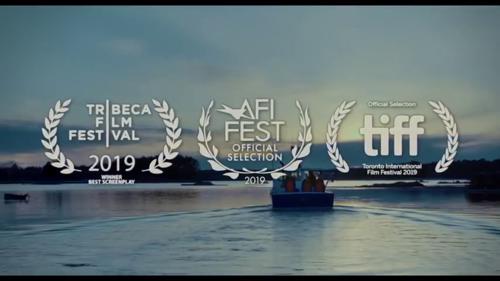 TRIBECA
FILM
FESTIVAL
2019
WINNER
BEST SCREENPLAY
AFI
FEST
OFFICIAL
SELECTION
2019
Official Selection
tiff
Toronto International
Film Festival 2019